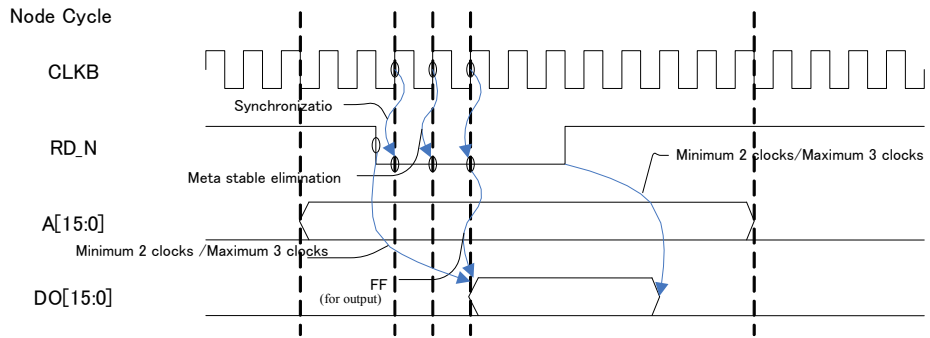 Node Cycle
CLKB
Synchronizatio
RD_N
Minimum 2 clocks/Maximum 3 clocks
Meta stable elimination
A[15:0]
Minimum 2 clocks /Maximum 3 clocks
FF
(for output)
DO[15:0]